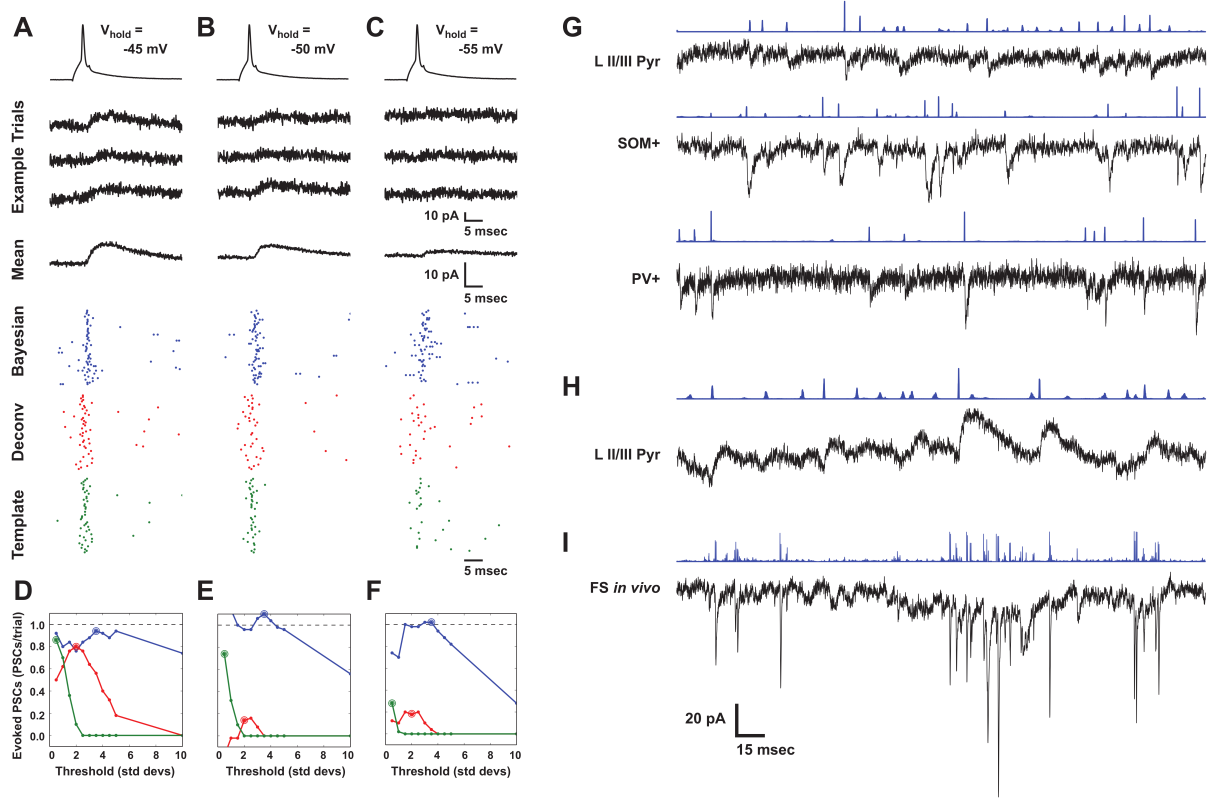 A
V hold =
-45 mV
B
V hold =
-50 mV
C
V hold =
-55 mV
Example Trials
10 pA
5 msec
Mean
10 pA
5 msec
Bayesian
Deconv
Template
5 msec
D
E
F
Evoked PSCs (PSCs/trial)
1.0
0.8
0.6
0.4
0.2
0.0
0 2 4 6 8 10
0 2 4 6 8 10
0 2 4 6 8 10
Threshold (std devs)
Threshold (std devs)
Threshold (std devs)
G
L II/III Pyr
SOM+
PV+
H
L II/III Pyr
I
FS in vivo
20 pA
15 msec